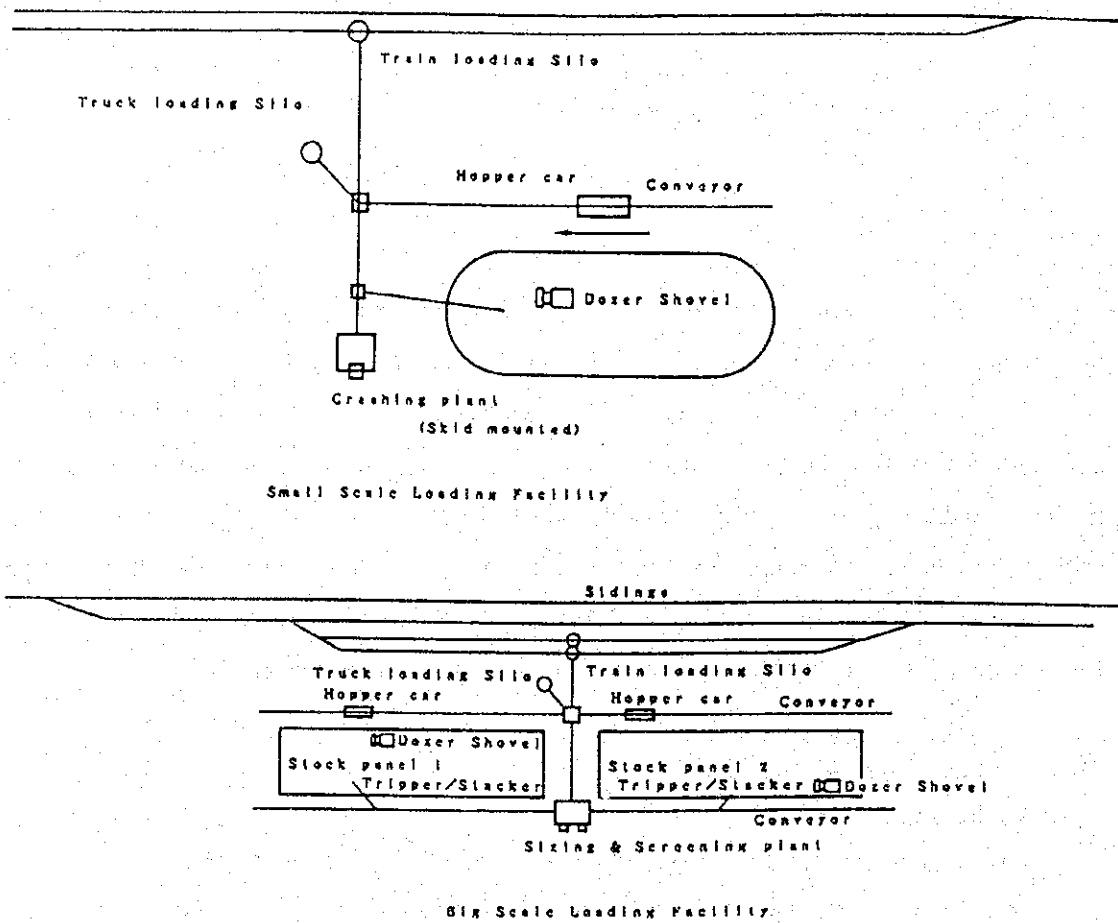 Train loading Silo
Truck loading Silo
Hopper car
Conveyor
Dozer Shovel
Crashing plant
(Skid mounted)
Small Scale Loading Facility
Sidings
Truck loading Silo
Train loading Silo
Hopper car
Hopper car
Conveyor
Dozer Shovel
Stock panel 1
Stock panel 2
Tripper/Stacker
Tripper/Stacker
Dozer Shovel
Conveyor
Sizing & Screening plant
Big Scale Loading Facility